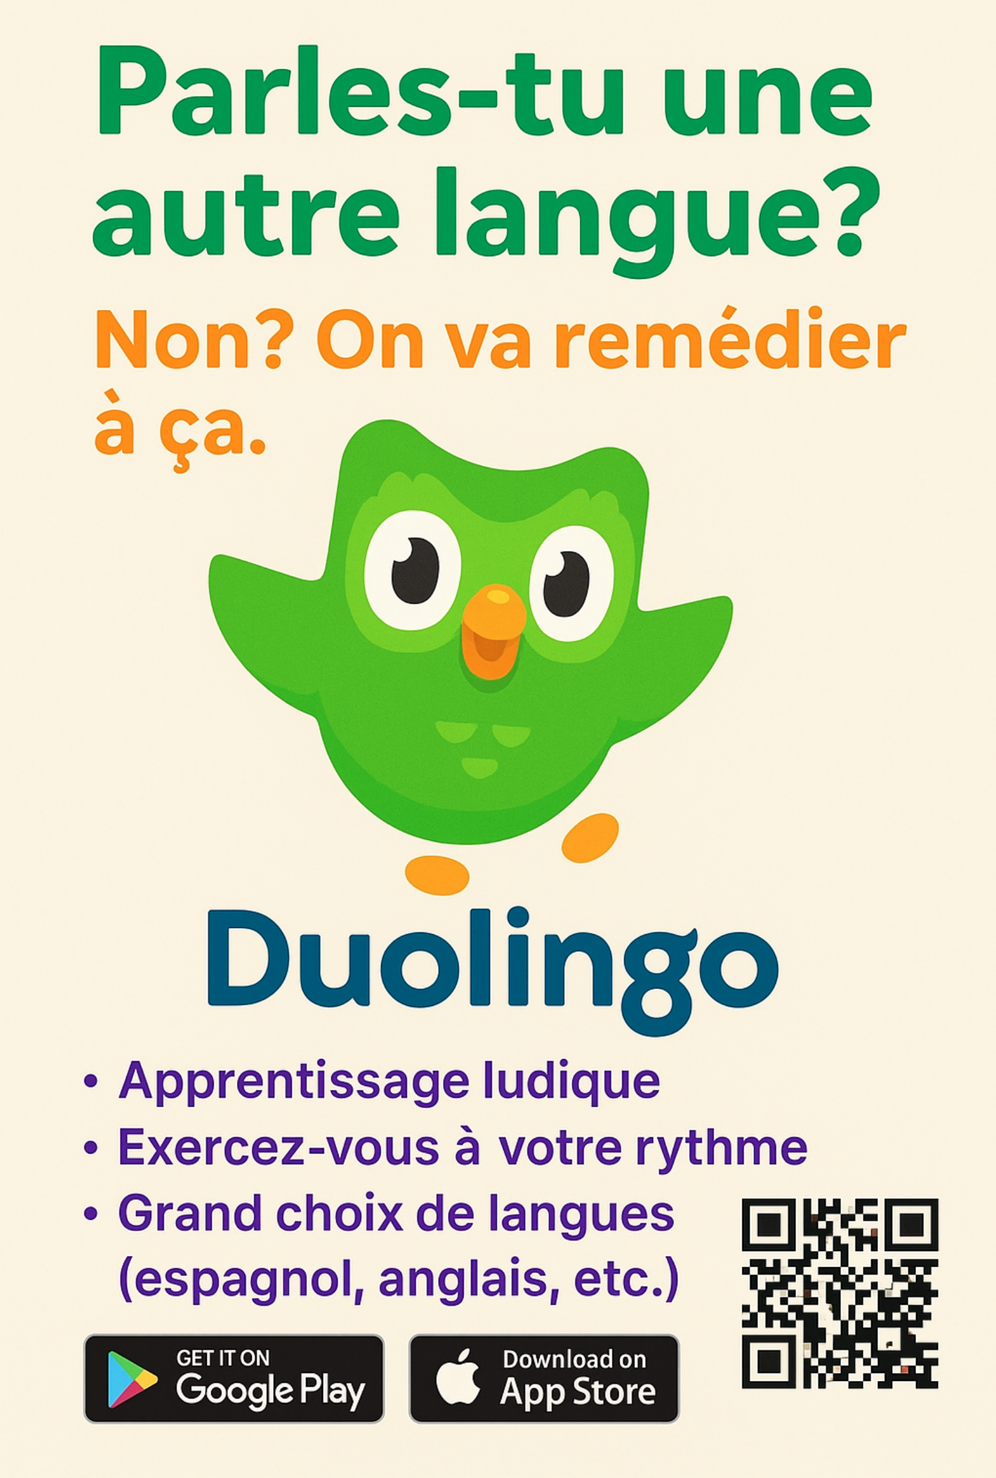 Parles-tu une
autre langue?
Non? On va remédier
à ça.
Duolingo
• Apprentissage ludique
• Exercez-vous à votre rythme
• Grand choix de langues
(espagnol, anglais, etc.)
GET IT ON
Google Play
Download on
App Store